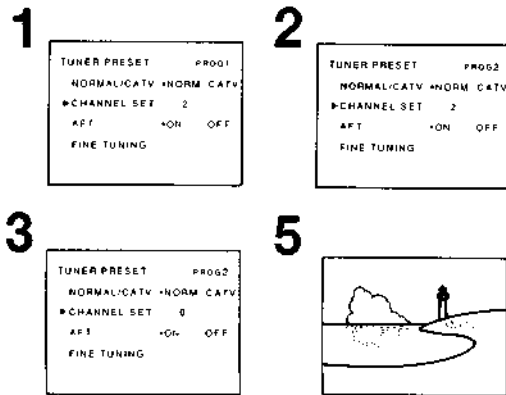 1
TUNER PRESET PROG1
NORMAL/CATV •NORM CATV
▶CHANNEL SET 2
AFT •ON OFF
FINE TUNING
2
TUNER PRESET PROG2
NORMAL/CATV •NORM CATV
▶CHANNEL SET 2
AFT •ON OFF
FINE TUNING
3
TUNER PRESET PROG2
NORMAL/CATV •NORM CATV
▶CHANNEL SET 0
AFT •ON OFF
FINE TUNING
5